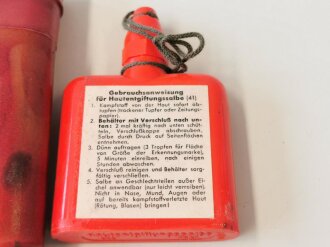 Gebrauchsanweisung
für Hautentgiftungssalbe (41)
1. Kampfstoff von der Haut sofort ab-
tupfen (trockener Tupfer oder Zeitungs-
papier).
2. Behälter mit Verschluß nach un-
ten: 2 mal kräftig nach unten schüt-
teln, Verschlußkappe abschrauben,
Salbe durch Druck auf Seitenflächen
entnehmen.
3. Dünn auftragen (3 Tropfen für Fläche
von Größe der Erkennungsmarke),
5 Minuten einreiben, nach einigen
Stunden abwaschen.
4. Verschluß reinigen und Behälter sorg-
fältig verschließen.
5. Salbe an Geschlechtsteilen außer Ei-
chel anwendbar (nur leicht verreiben).
Nicht in Nase, Mund, Augen oder
auf bereits kampfstoffverletzte Haut
(Rötung, Blasen) bringen!